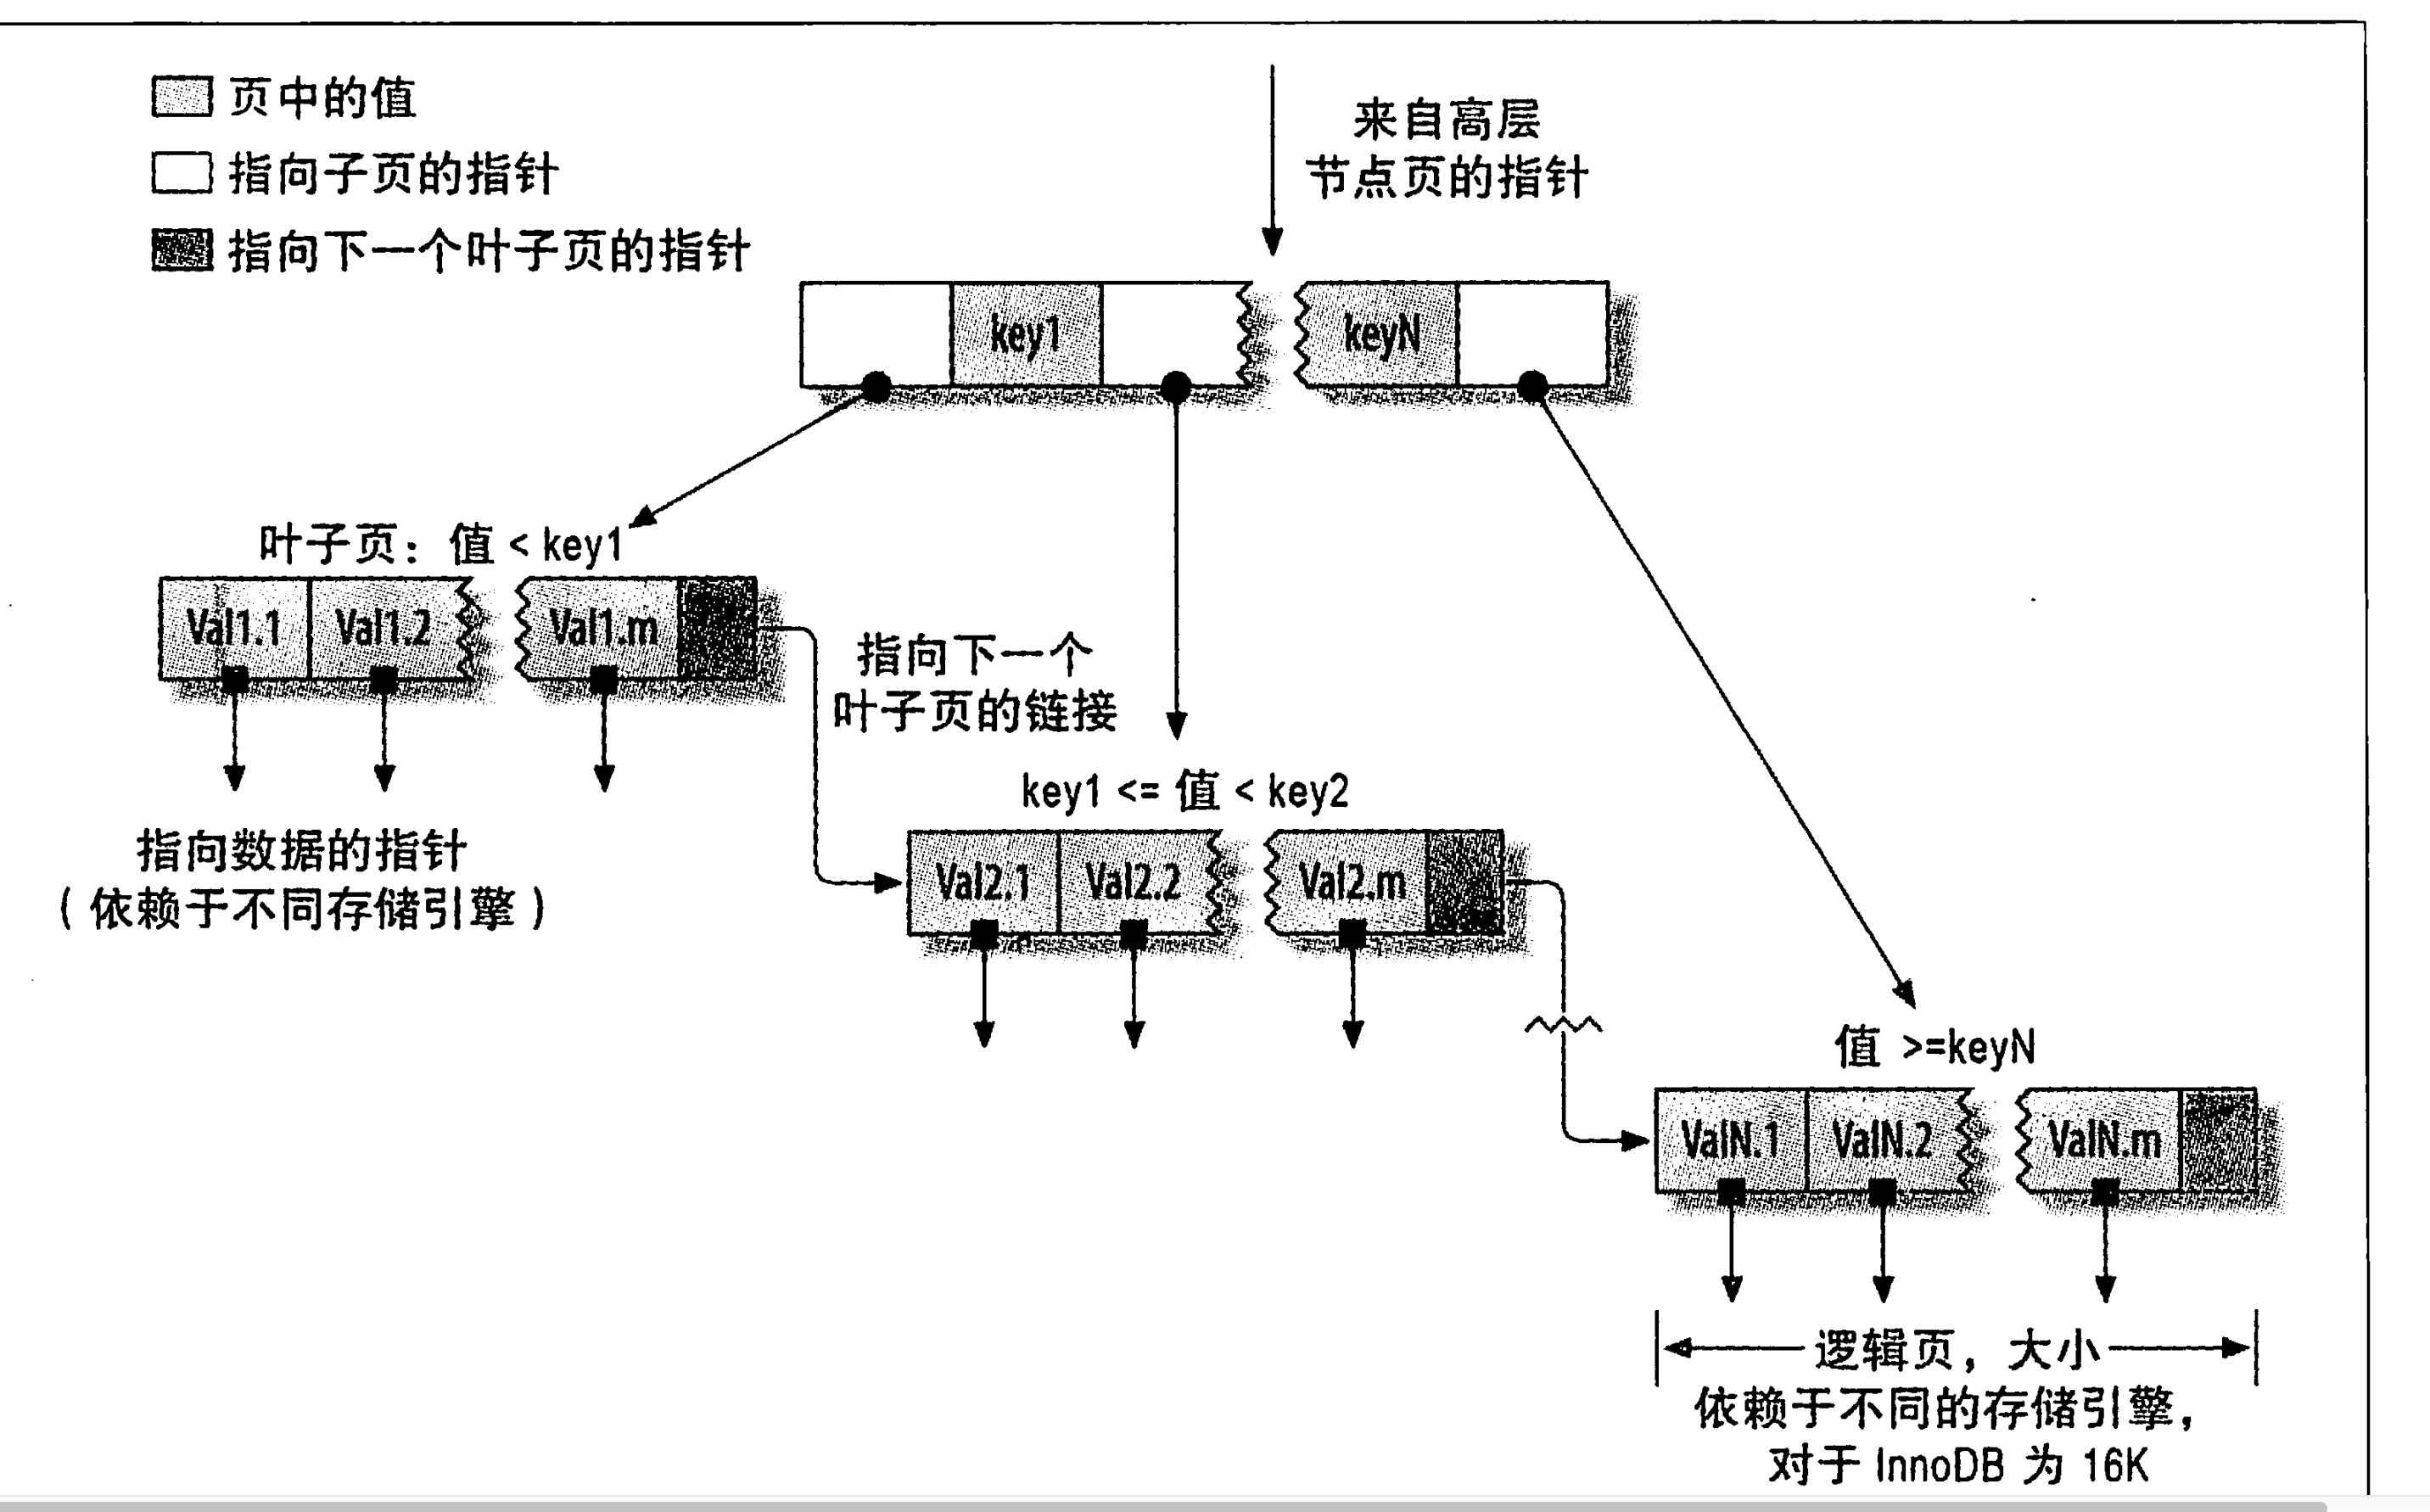 页中的值
指向子页的指针
指向下一个叶子页的指针
来自高层
节点页的指针
key1
keyN
叶子页：值 < key1
Val1.1
Val1.2
Val1.m
指向下一个
叶子页的链接
指向数据的指针
（依赖于不同存储引擎）
key1 <= 值 < key2
Val2.1
Val2.2
Val2.m
值 >=keyN
ValN.1
ValN.2
ValN.m
逻辑页，大小
依赖于不同的存储引擎，
对于 InnoDB 为 16K